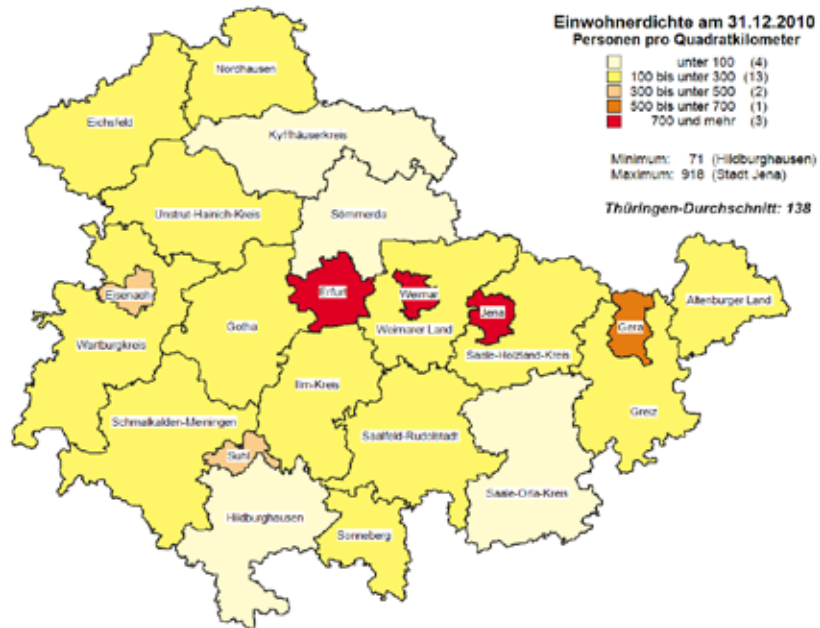 Einwohnerdichte am 31.12.2010
Personen pro Quadratkilometer
unter 100 (4)
100 bis unter 300 (13)
300 bis unter 500 (2)
500 bis unter 700 (1)
700 und mehr (3)
Minimum: 71 (Hildburghausen)
Maximum: 918 (Stadt Jena)
Thüringen-Durchschnitt: 138
Nordhausen
Eichsfeld
Kyffhäuserkreis
Unstrut-Hainich-Kreis
Sömmerda
Eisenach
Erfurt
Weimar
Jena
Gera
Altenburger Land
Gotha
Weimarer Land
Wartburgkreis
Saale-Holzland-Kreis
Ilm-Kreis
Greiz
Schmalkalden-Meiningen
Saalfeld-Rudolstadt
Suhl
Saale-Orla-Kreis
Hildburghausen
Sonneberg